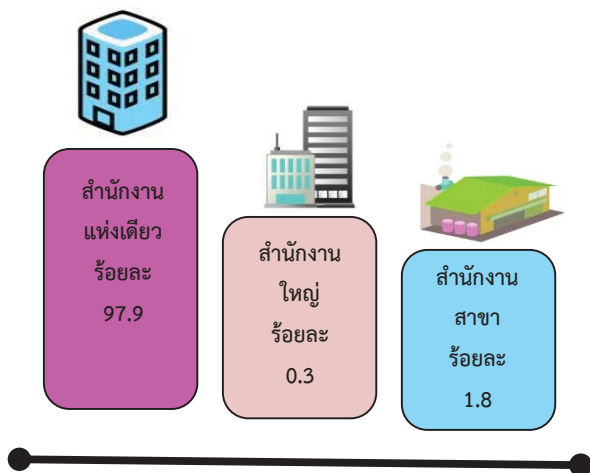 สำนักงาน
แห่งเดียว
ร้อยละ
97.9
สำนักงาน
ใหญ่
ร้อยละ
0.3
สำนักงาน
สาขา
ร้อยละ
1.8